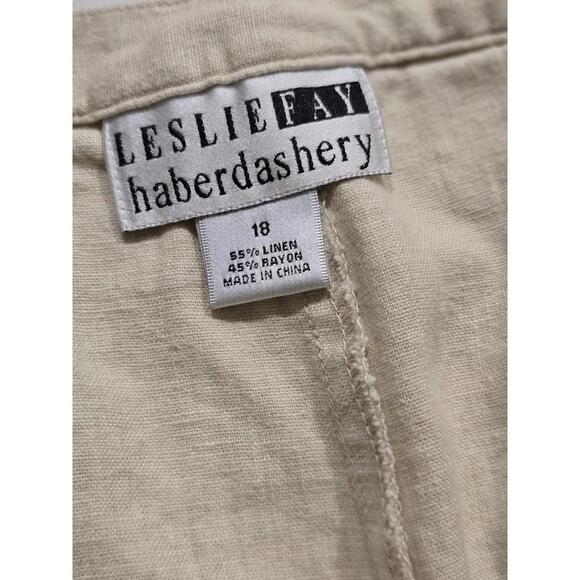 LESLIE FAY
haberdashery
18
55% LINEN
45% RAYON
MADE IN CHINA